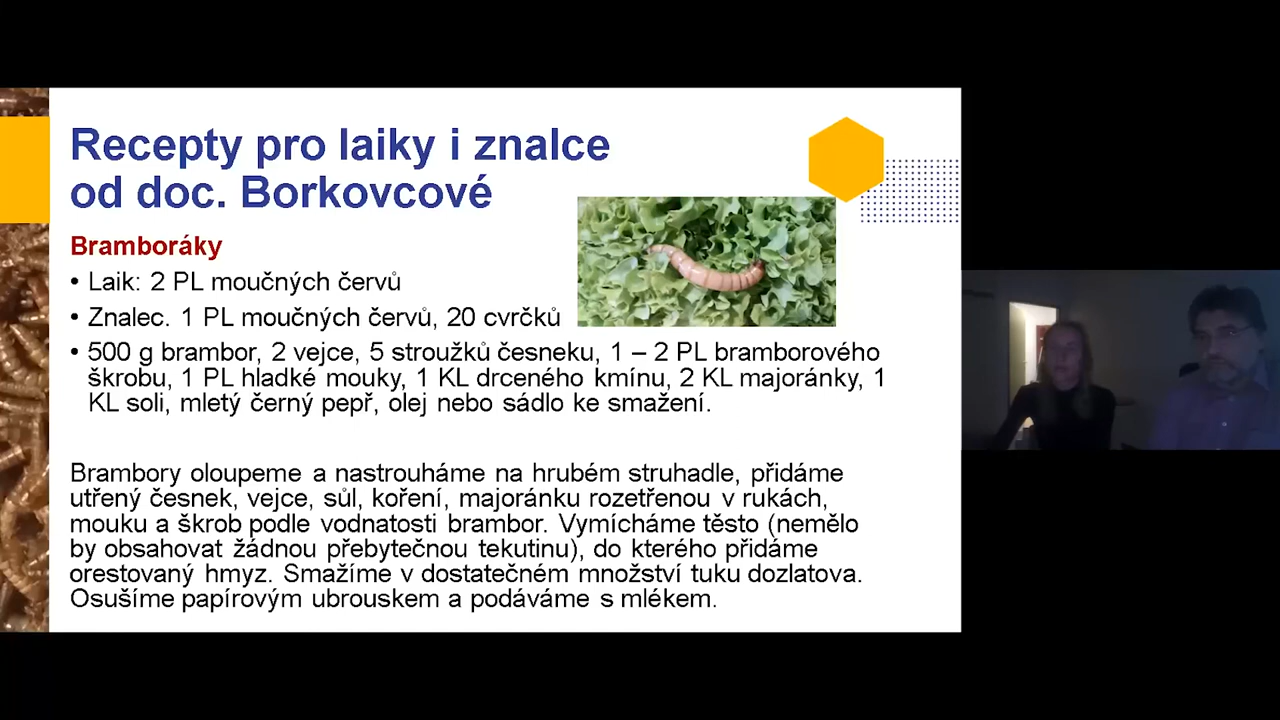 Recepty pro laiky i znalce
od doc. Borkovcové
Bramboráky
• Laik: 2 PL moučných červů
• Znalec. 1 PL moučných červů, 20 cvrčků
• 500 g brambor, 2 vejce, 5 stroužků česneku, 1 – 2 PL bramborového
škrobu, 1 PL hladké mouky, 1 KL drceného kmínu, 2 KL majoránky, 1
KL soli, mletý černý pepř, olej nebo sádlo ke smažení.
Brambory oloupeme a nastrouháme na hrubém struhadle, přidáme
utřený česnek, vejce, sůl, koření, majoránku rozetřenou v rukách,
mouku a škrob podle vodnatosti brambor. Vymícháme těsto (nemělo
by obsahovat žádnou přebytečnou tekutinu), do kterého přidáme
orestovaný hmyz. Smažíme v dostatečném množství tuku dozlatova.
Osušíme papírovým ubrouskem a podáváme s mlékem.